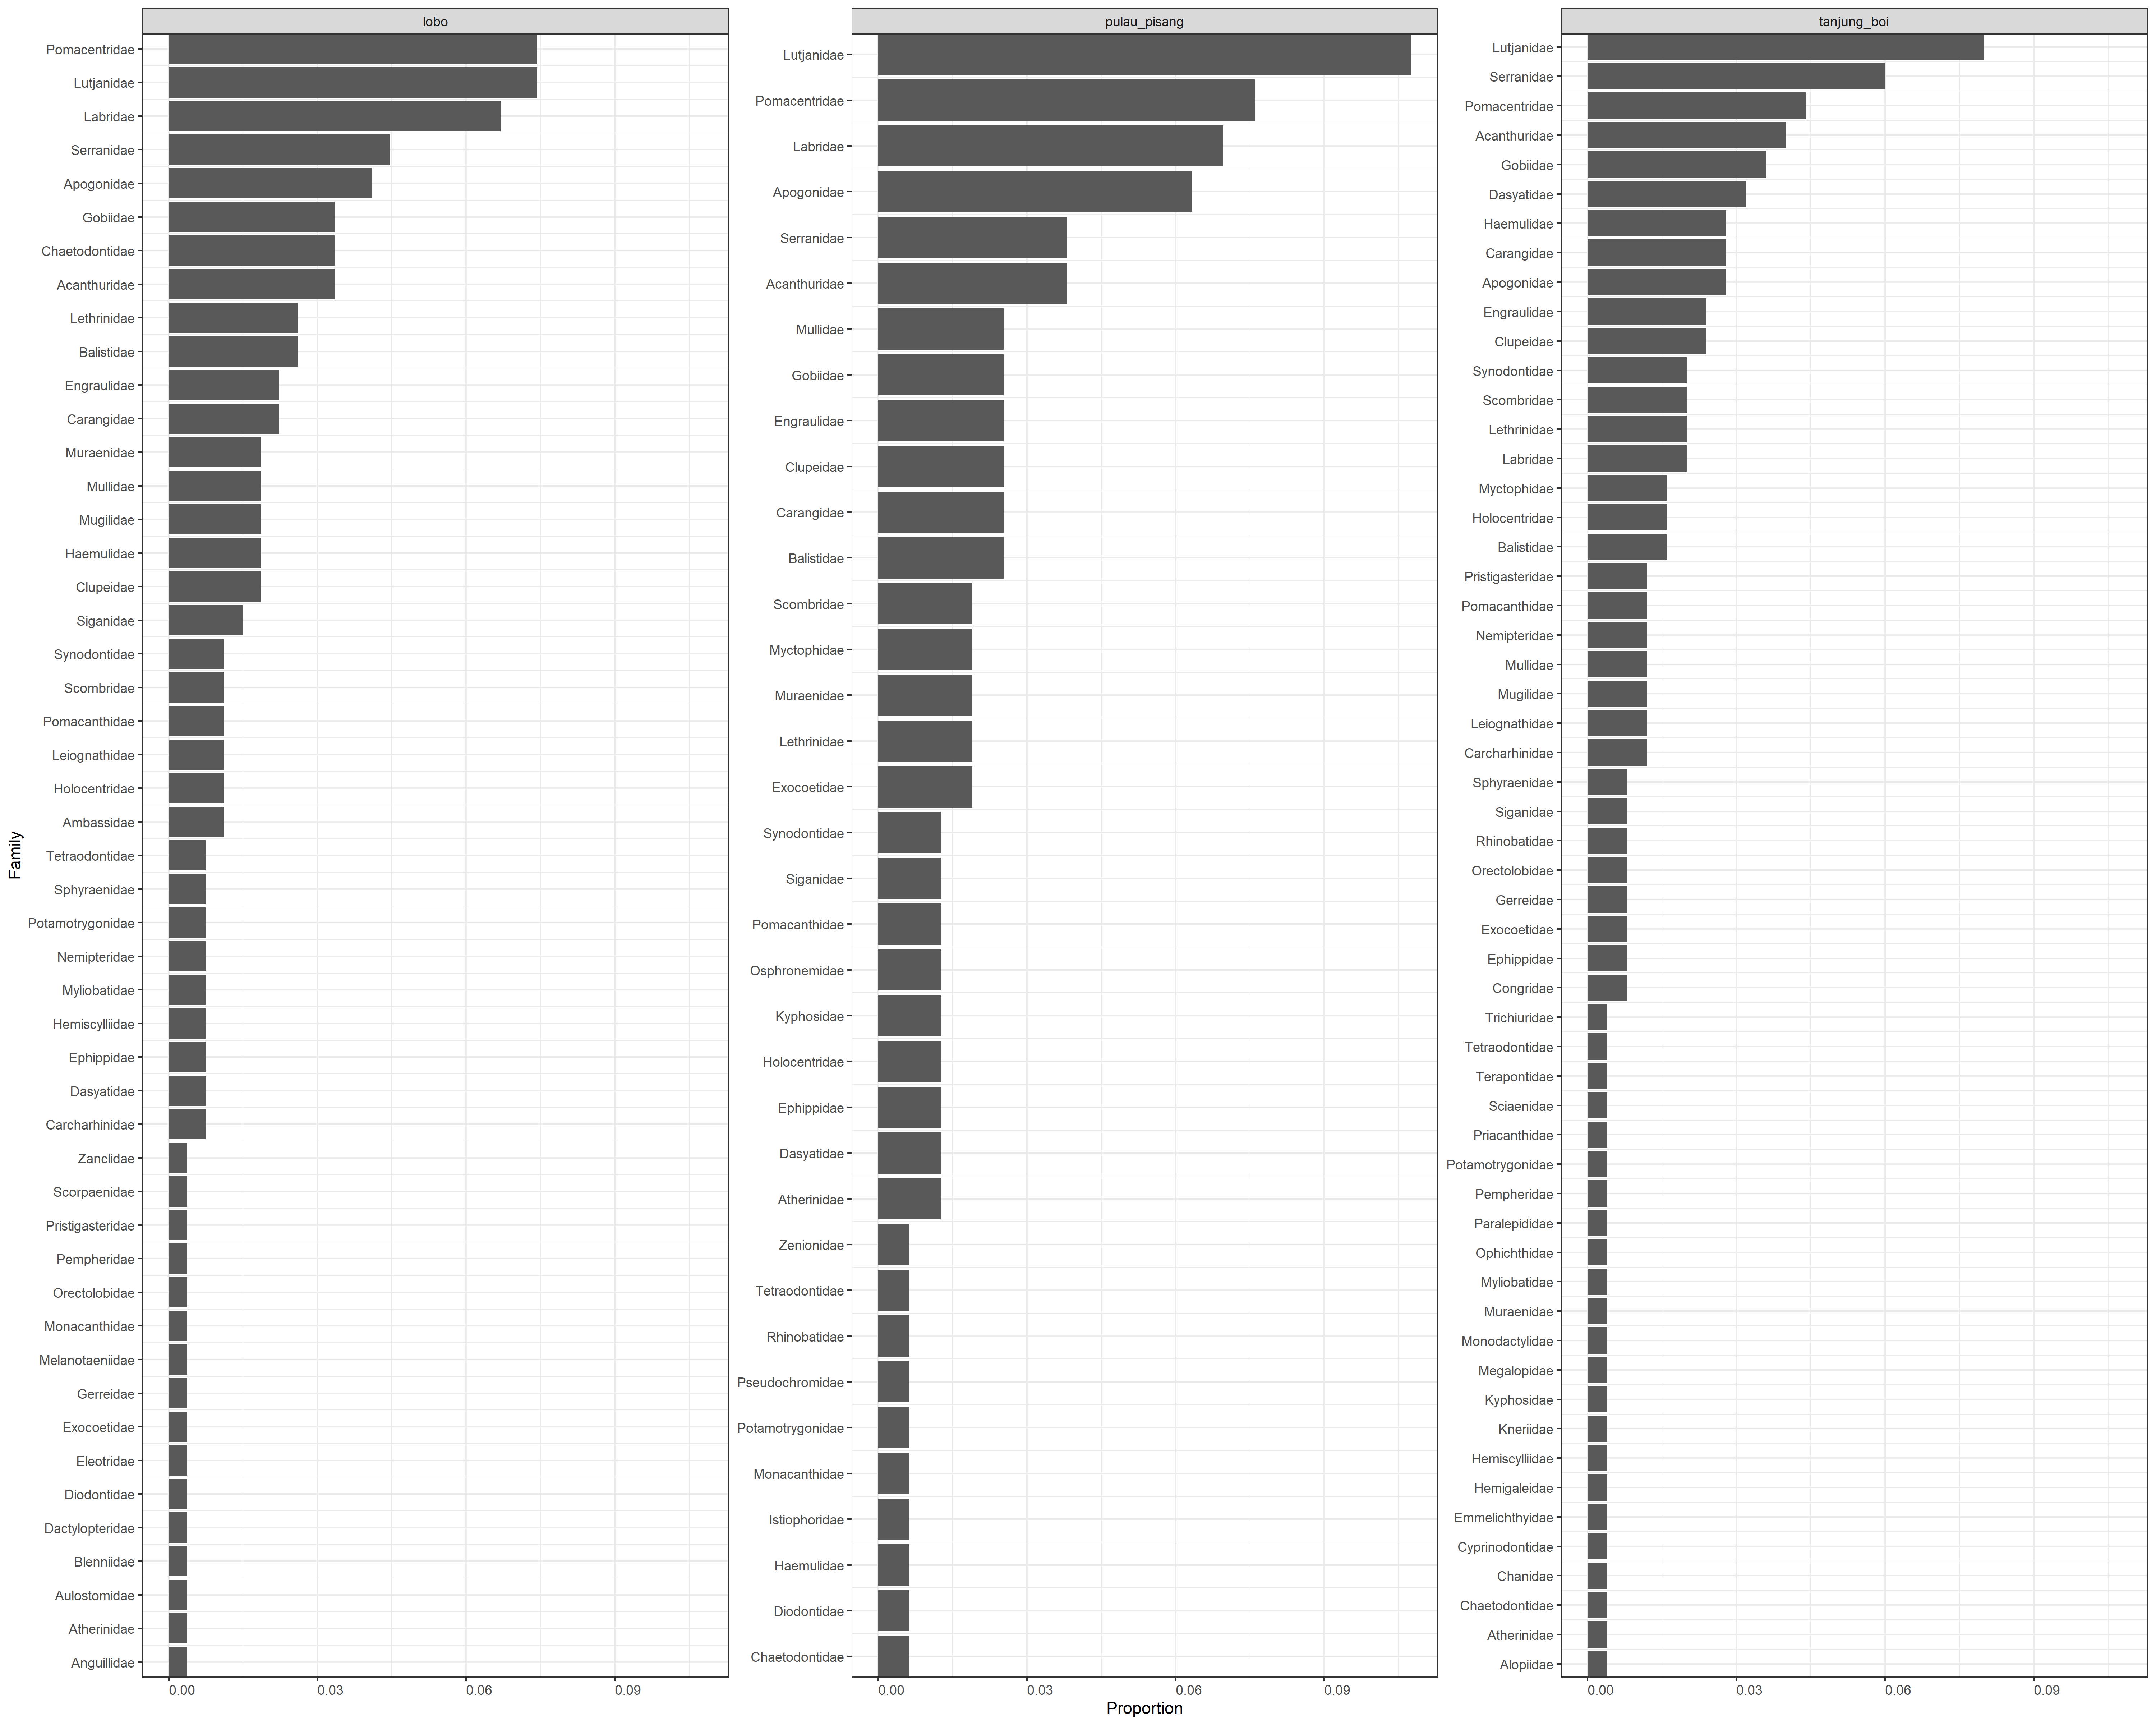 lobo
Pomacentridae
Lutjanidae
Labridae
Serranidae
Apogonidae
Gobiidae
Chaetodontidae
Acanthuridae
Lethrinidae
Balistidae
Engraulidae
Carangidae
Muraenidae
Mullidae
Mugilidae
Haemulidae
Clupeidae
Siganidae
Synodontidae
Scombridae
Pomacanthidae
Leiognathidae
Holocentridae
Ambassidae
Tetraodontidae
Sphyraenidae
Potamotrygonidae
Nemipteridae
Myliobatidae
Hemiscylliidae
Ephippidae
Dasyatidae
Carcharhinidae
Zanclidae
Scorpaenidae
Pristigasteridae
Pempheridae
Orectolobidae
Monacanthidae
Melanotaeniidae
Gerreidae
Exocoetidae
Eleotridae
Diodontidae
Dactylopteridae
Blenniidae
Aulostomidae
Atherinidae
Anguillidae
0.00 0.03 0.06 0.09
pulau_pisang
Lutjanidae
Pomacentridae
Labridae
Apogonidae
Serranidae
Acanthuridae
Mullidae
Gobiidae
Engraulidae
Clupeidae
Carangidae
Balistidae
Scombridae
Myctophidae
Muraenidae
Lethrinidae
Exocoetidae
Synodontidae
Siganidae
Pomacanthidae
Osphronemidae
Kyphosidae
Holocentridae
Ephippidae
Dasyatidae
Atherinidae
Zenionidae
Tetraodontidae
Rhinobatidae
Pseudochromidae
Potamotrygonidae
Monacanthidae
Istiophoridae
Haemulidae
Diodontidae
Chaetodontidae
0.00 0.03 0.06 0.09
tanjung_boi
Lutjanidae
Serranidae
Pomacentridae
Acanthuridae
Gobiidae
Dasyatidae
Haemulidae
Carangidae
Apogonidae
Engraulidae
Clupeidae
Synodontidae
Scombridae
Lethrinidae
Labridae
Myctophidae
Holocentridae
Balistidae
Pristigasteridae
Pomacanthidae
Nemipteridae
Mullidae
Mugilidae
Leiognathidae
Carcharhinidae
Sphyraenidae
Siganidae
Rhinobatidae
Orectolobidae
Gerreidae
Exocoetidae
Ephippidae
Congridae
Trichiuridae
Tetraodontidae
Terapontidae
Sciaenidae
Priacanthidae
Potamotrygonidae
Pempheridae
Paralepididae
Ophichthidae
Myliobatidae
Muraenidae
Monodactylidae
Megalopidae
Kyphosidae
Kneriidae
Hemiscylliidae
Hemigaleidae
Emmelichthyidae
Cyprinodontidae
Chanidae
Chaetodontidae
Atherinidae
Alopiidae
0.00 0.03 0.06 0.09
Family
Proportion